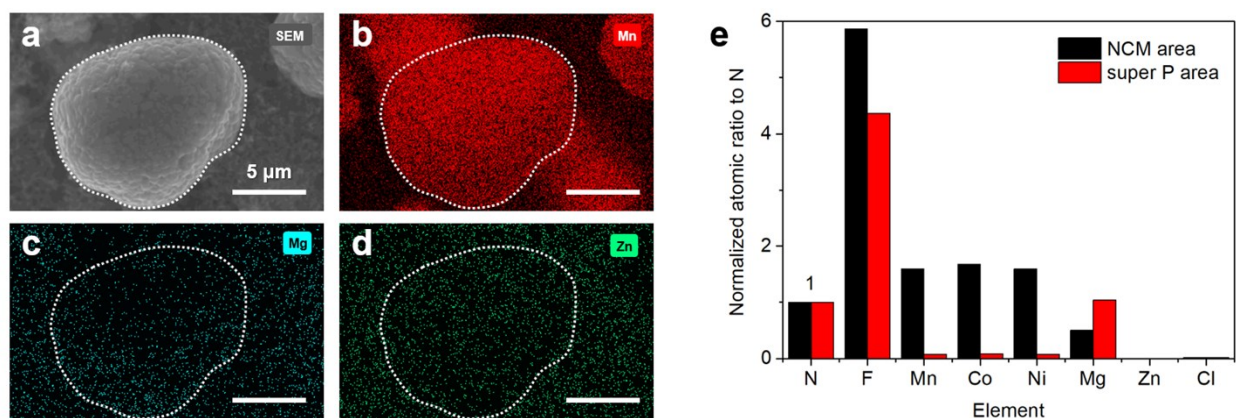 a
SEM
5 μm
b
Mn
c
Mg
d
Zn
e
NCM area
super P area
Normalized atomic ratio to N
6
4
2
0
1
N F Mn Co Ni Mg Zn Cl
Element